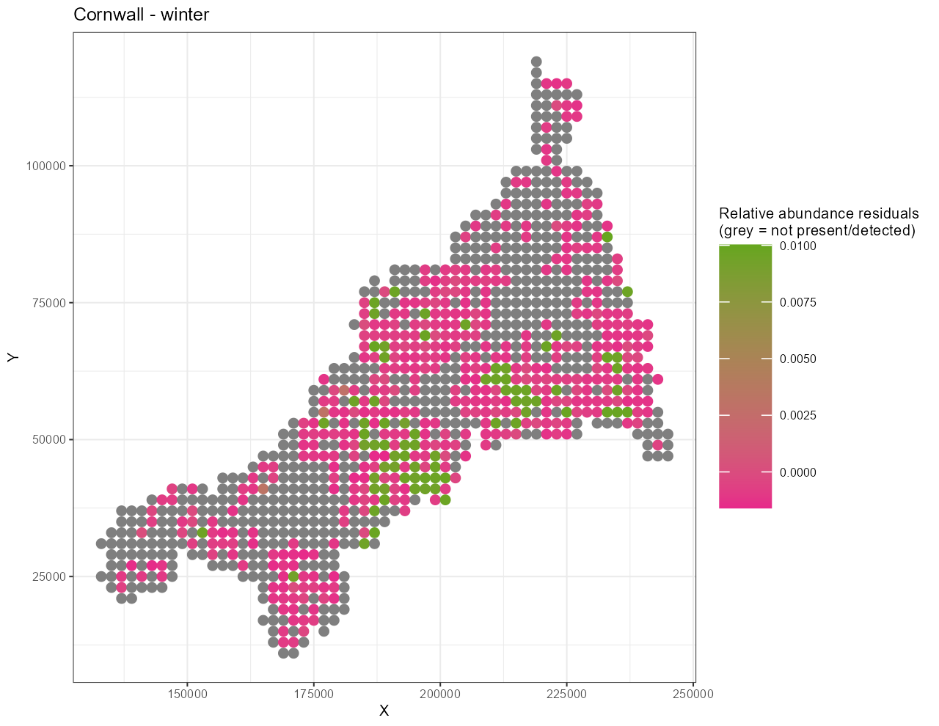 Cornwall - winter
Y
100000
75000
50000
25000
150000
175000
200000
225000
250000
X
Relative abundance residuals
(grey = not present/detected)
0.0100
0.0075
0.0050
0.0025
0.0000